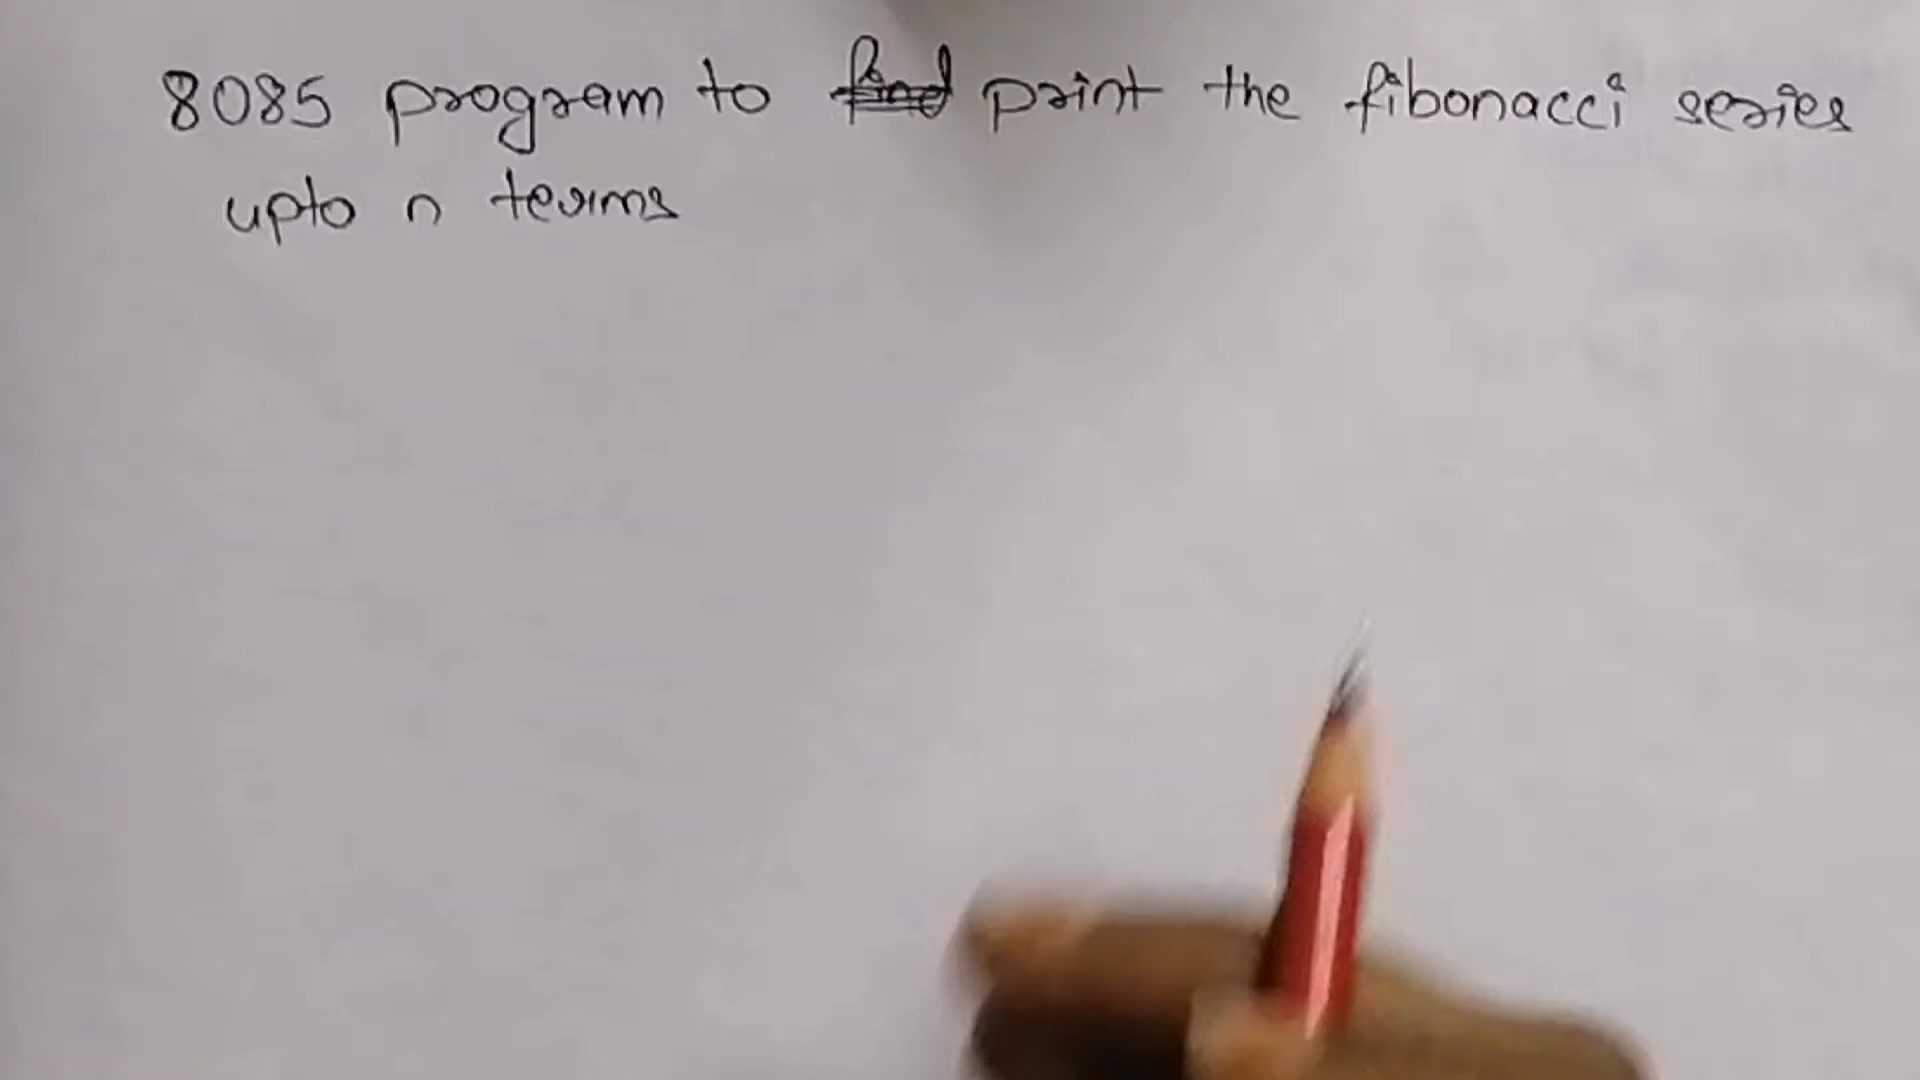 8085 program to print the fibonacci series
upto n terms